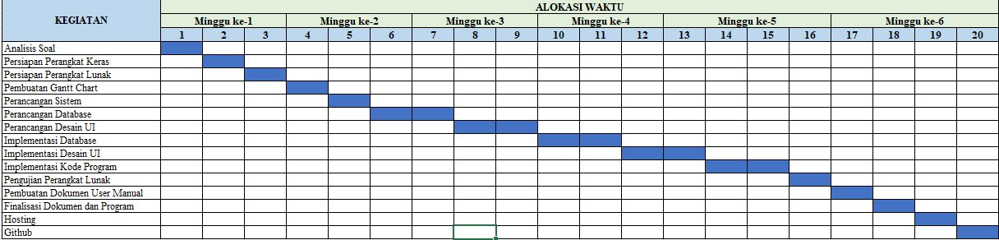 KEGIATAN
ALOKASI WAKTU
Minggu ke-1 Minggu ke-2 Minggu ke-3 Minggu ke-4 Minggu ke-5 Minggu ke-6
1 2 3 4 5 6 7 8 9 10 11 12 13 14 15 16 17 18 19 20
Analisis Soal
Persiapan Perangkat Keras
Persiapan Perangkat Lunak
Pembuatan Gantt Chart
Perancangan Sistem
Perancangan Database
Perancangan Desain UI
Implementasi Database
Implementasi Desain UI
Implementasi Kode Program
Pengujian Perangkat Lunak
Pembuatan Dokumen User Manual
Finalisasi Dokumen dan Program
Hosting
Github